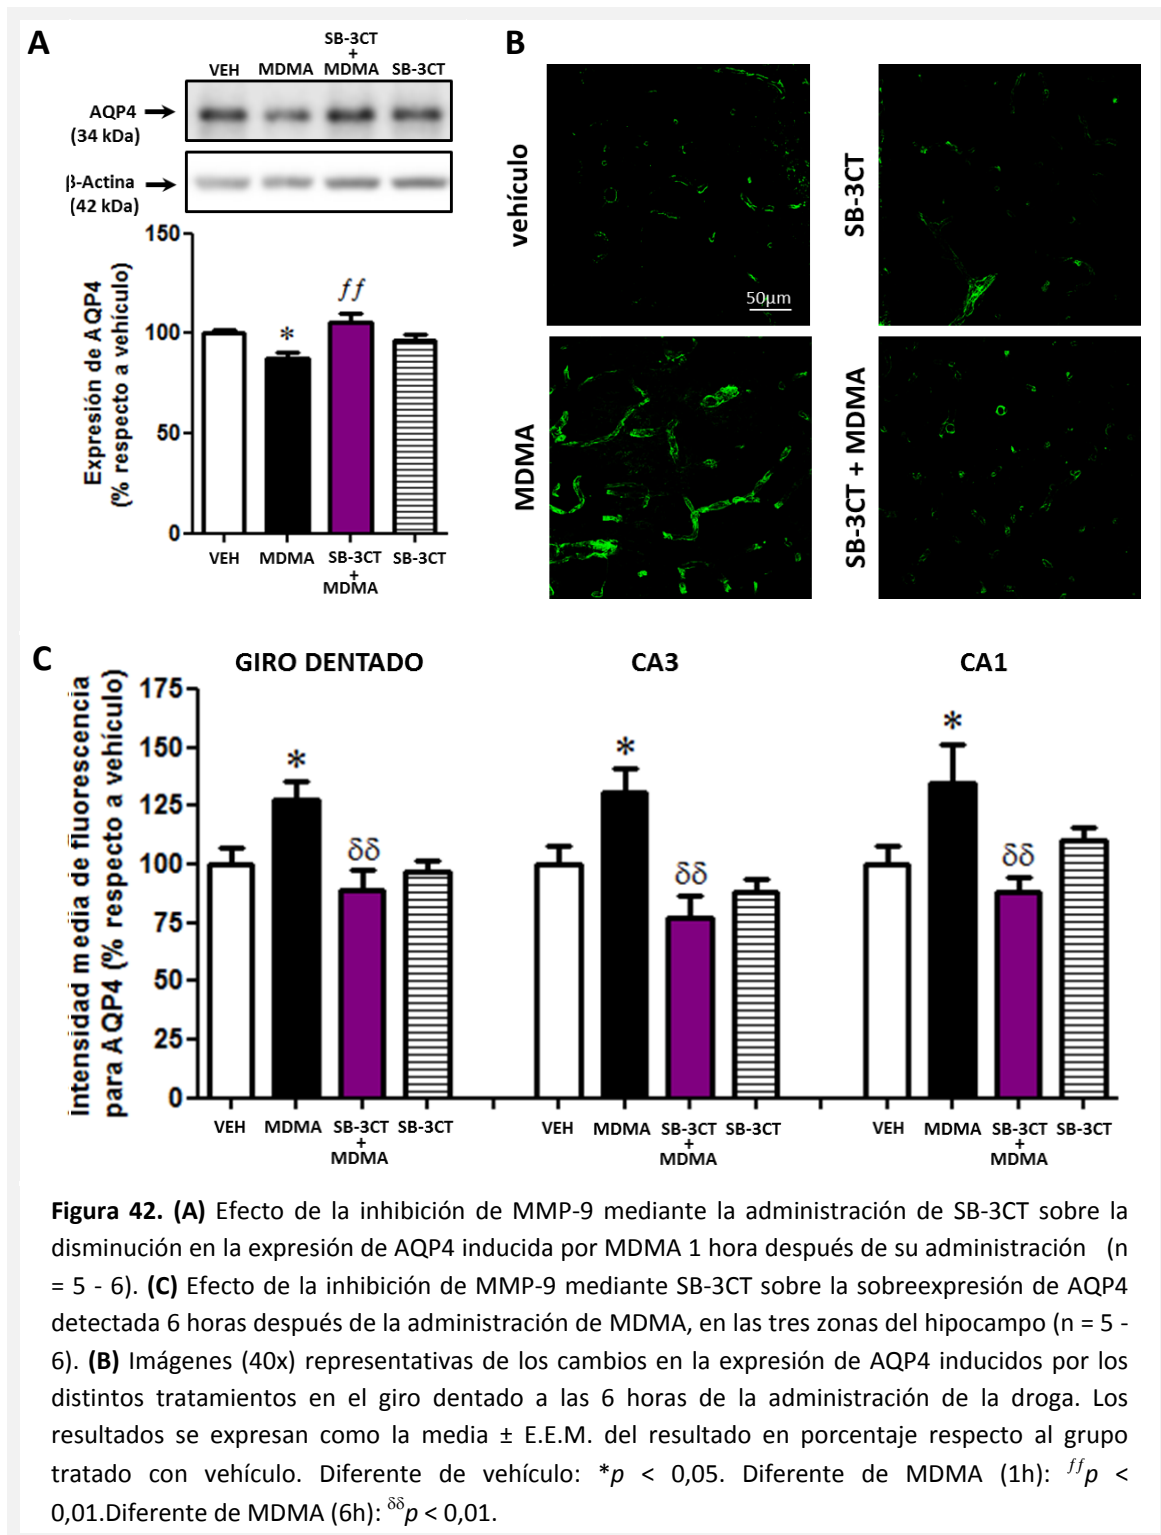 A
VEH MDMA SB-3CT + MDMA SB-3CT
AQP4
(34 kDa)
β-Actina
(42 kDa)
Expresión de AQP4
(% respecto a vehículo)
150
100
50
0
*
ƒƒ
VEH MDMA SB-3CT + MDMA SB-3CT
B
vehículo
50µm
SB-3CT
MDMA
SB-3CT + MDMA
C
GIRO DENTADO CA3 CA1
Intensidad media de fluorescencia
para AQP4 (% respecto a vehículo)
175
150
125
100
75
50
25
0
* δδ * δδ * δδ
VEH MDMA SB-3CT + MDMA SB-3CT VEH MDMA SB-3CT + MDMA SB-3CT VEH MDMA SB-3CT + MDMA SB-3CT
Figura 42. (A) Efecto de la inhibición de MMP-9 mediante la administración de SB-3CT sobre la
disminución en la expresión de AQP4 inducida por MDMA 1 hora después de su administración (n
= 5 - 6). (C) Efecto de la inhibición de MMP-9 mediante SB-3CT sobre la sobreexpresión de AQP4
detectada 6 horas después de la administración de MDMA, en las tres zonas del hipocampo (n = 5 -
6). (B) Imágenes (40x) representativas de los cambios en la expresión de AQP4 inducidos por los
distintos tratamientos en el giro dentado a las 6 horas de la administración de la droga. Los
resultados se expresan como la media ± E.E.M. del resultado en porcentaje respecto al grupo
tratado con vehículo. Diferente de vehículo: *p < 0,05. Diferente de MDMA (1h): ƒƒp <
0,01.Diferente de MDMA (6h): δδp < 0,01.